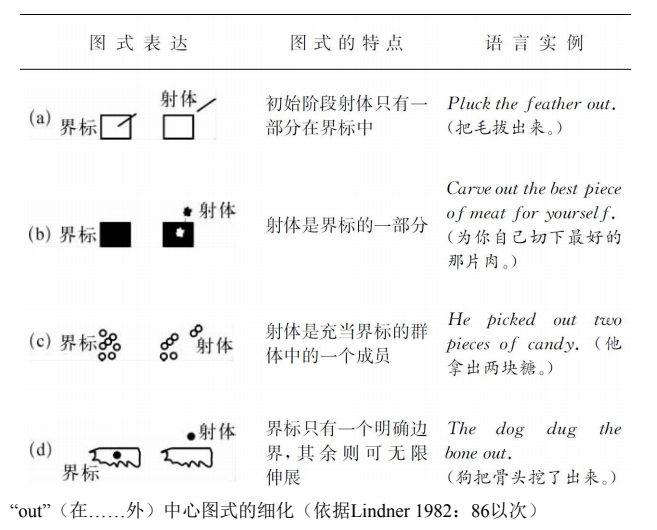 图式表达 图式的特点 语言实例
(a) 界标 射体 初始阶段射体只有一 Pluck the feather out.
部分在界标中 (把毛拔出来。)
(b) 界标 射体 射体是界标的一部分 Carve out the best piece
of meat for yourself.
(为你自己切下最好的
那片肉。)
(c) 界标 射体 射体是充当界标的群 He picked out two
体中的一个成员 pieces of candy. (他
拿出两块糖。)
(d) 界标 射体 界标只有一个明确边 The dog dug the
界,其余则可无限 bone out.
伸展 (狗把骨头挖了出来。)
“out”（在……外）中心图式的细化（依据Lindner 1982：86以次）